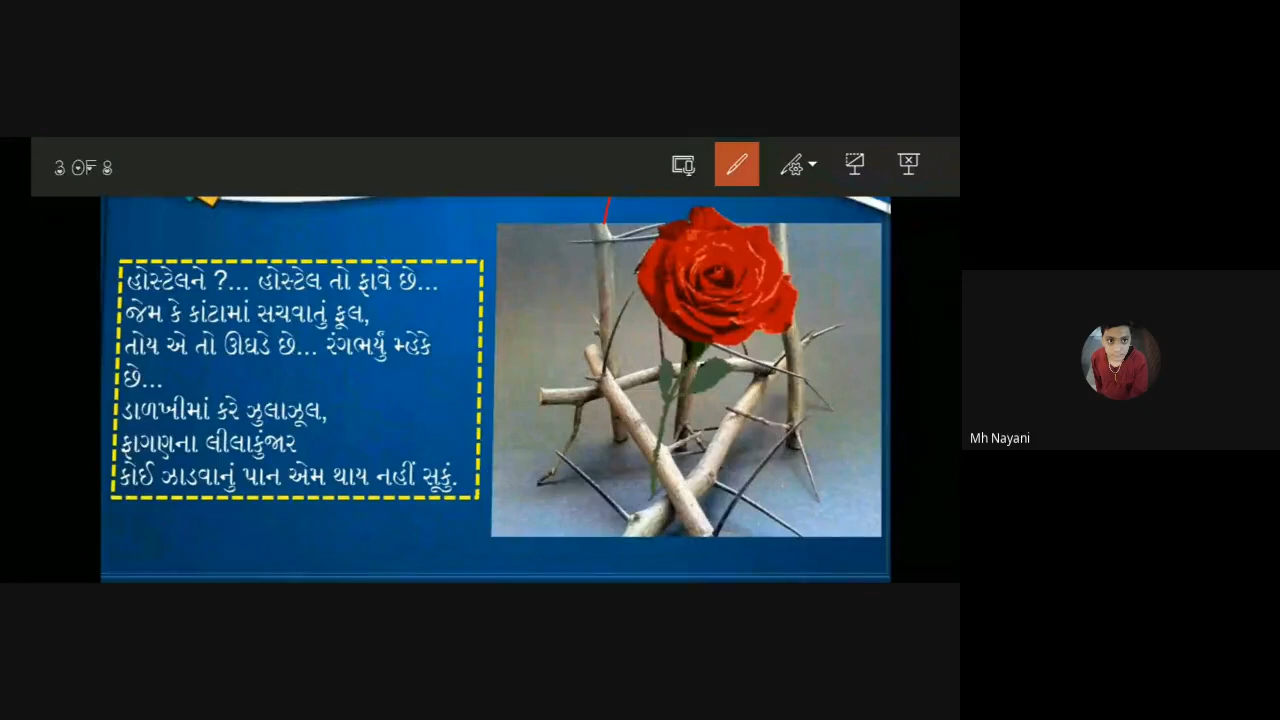 3 OF 8
હોસ્ટેલને ?... હોસ્ટેલ તો ફાવે છે...
જેમ કે કાંટામાં સચવાતું ફૂલ,
તોય એ તો ઊઘડે છે... રંગભર્યું મ્હેકે
છે...
ડાળખીમાં કરે ઝુલાઝૂલ,
ફાગણના લીલાકુંજાર
કોઈ ઝાડવાનું પાન એમ થાય નહીં સૂકું.
Mh Nayani